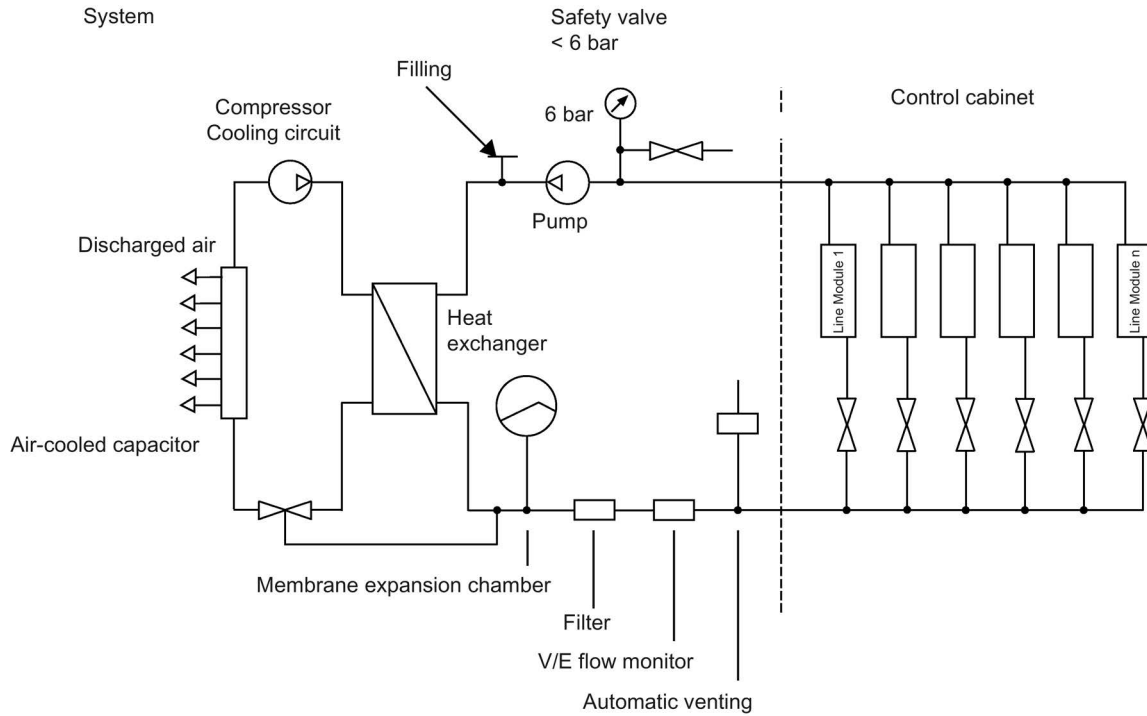 System
Safety valve
< 6 bar
Filling
Compressor
Cooling circuit
6 bar
Control cabinet
Pump
Discharged air
Line Module 1
Line Module n
Heat
exchanger
Air-cooled capacitor
Membrane expansion chamber
Filter
V/E flow monitor
Automatic venting